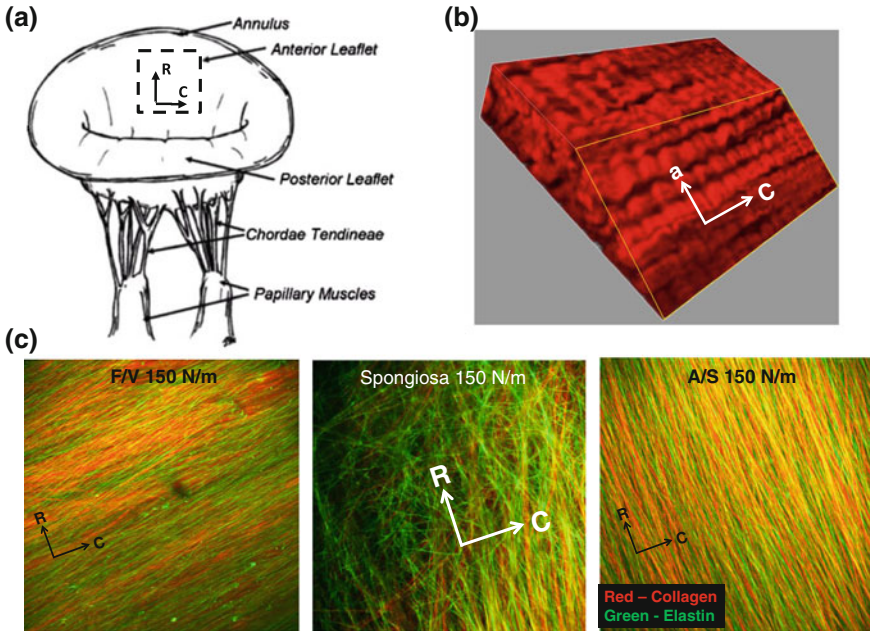 (a)
Annulus
Anterior Leaflet
R
C
Posterior Leaflet
Chordae Tendineae
Papillary Muscles
(b)
a
C
(c)
F/V 150 N/m
R
C
Spongiosa 150 N/m
R
C
A/S 150 N/m
R
C
Red – Collagen
Green - Elastin